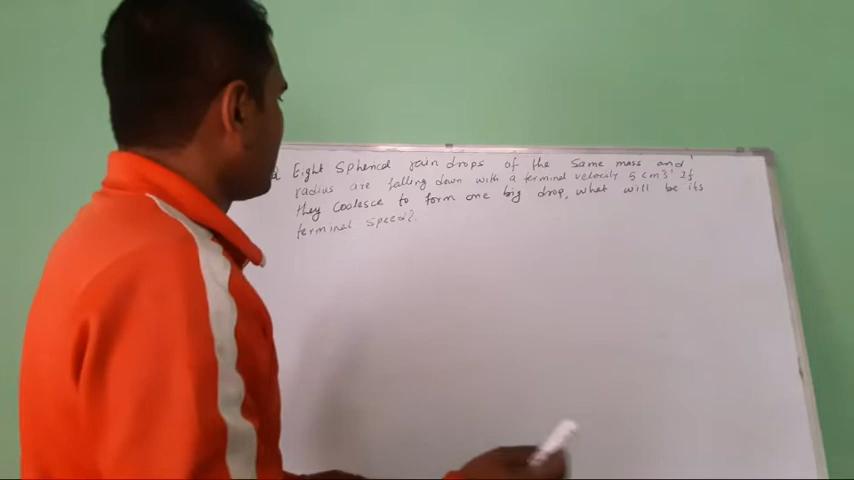 Eight Spherical rain drops of the same mass and
radius are falling down with a terminal velocity 5 cm s⁻¹ If
they Coalesce to form one big drop, what will be its
terminal speed?